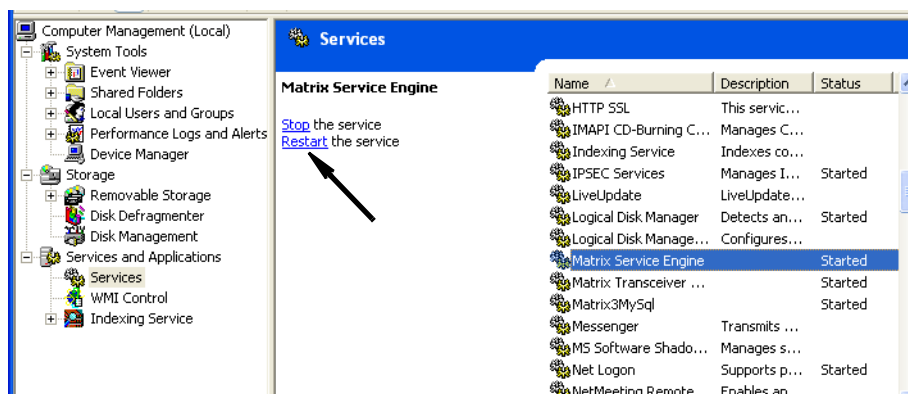 Computer Management (Local)
System Tools
Event Viewer
Shared Folders
Local Users and Groups
Performance Logs and Alerts
Device Manager
Storage
Removable Storage
Disk Defragmenter
Disk Management
Services and Applications
Services
WMI Control
Indexing Service
Services
Matrix Service Engine
Stop the service
Restart the service
Name Description Status
HTTP SSL This servic...
IMAPI CD-Burning C... Manages C...
Indexing Service Indexes co...
IPSEC Services Manages I... Started
LiveUpdate LiveUpdate...
Logical Disk Manager Detects an... Started
Logical Disk Manage... Configures...
Matrix Service Engine Started
Matrix Transceiver ... Started
Matrix3MySql Started
Messenger Transmits ...
MS Software Shado... Manages s...
Net Logon Supports p... Started
NetMeeting Remote Enables an